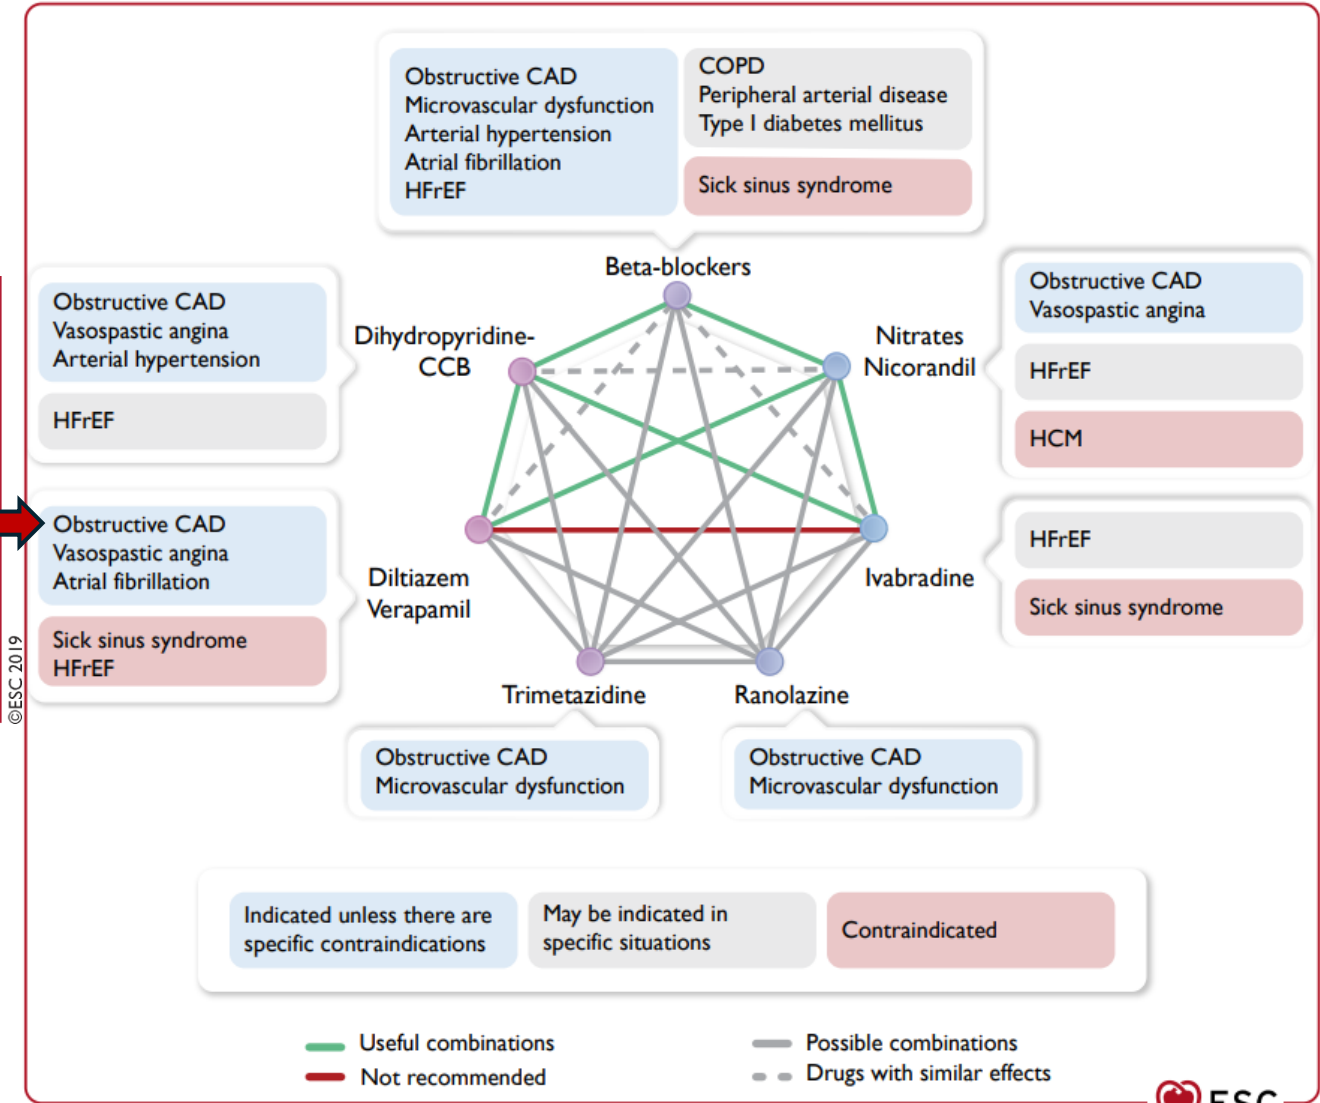 Obstructive CAD
Microvascular dysfunction
Arterial hypertension
Atrial fibrillation
HFrEF
COPD
Peripheral arterial disease
Type I diabetes mellitus
Sick sinus syndrome
Beta-blockers
Obstructive CAD
Vasospastic angina
Arterial hypertension
HFrEF
Dihydropyridine-
CCB
Nitrates
Nicorandil
Obstructive CAD
Vasospastic angina
HFrEF
HCM
Obstructive CAD
Vasospastic angina
Atrial fibrillation
Sick sinus syndrome
HFrEF
Diltiazem
Verapamil
Ivabradine
HFrEF
Sick sinus syndrome
©ESC 2019
Trimetazidine
Ranolazine
Obstructive CAD
Microvascular dysfunction
Obstructive CAD
Microvascular dysfunction
Indicated unless there are
specific contraindications
May be indicated in
specific situations
Contraindicated
Useful combinations
Not recommended
Possible combinations
Drugs with similar effects
ESC